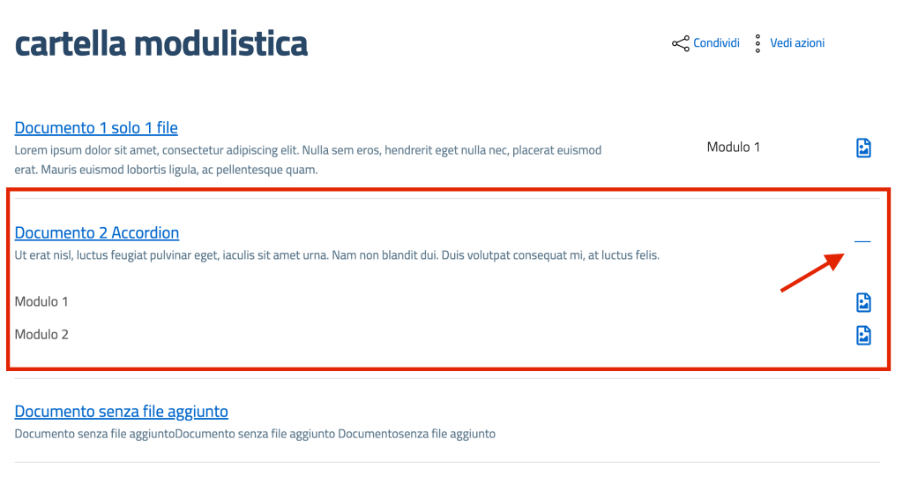 cartella modulistica
Condividi
Vedi azioni
Documento 1 solo 1 file
Lorem ipsum dolor sit amet, consectetur adipiscing elit. Nulla sem eros, hendrerit eget nulla nec, placerat euismod
erat. Mauris euismod lobortis ligula, ac pellentesque quam.
Modulo 1
Documento 2 Accordion
Ut erat nisl, luctus feugiat pulvinar eget, iaculis sit amet urna. Nam non blandit dui. Duis volutpat consequat mi, at luctus felis.
Modulo 1
Modulo 2
Documento senza file aggiunto
Documento senza file aggiuntoDocumento senza file aggiunto Documentosenza file aggiunto